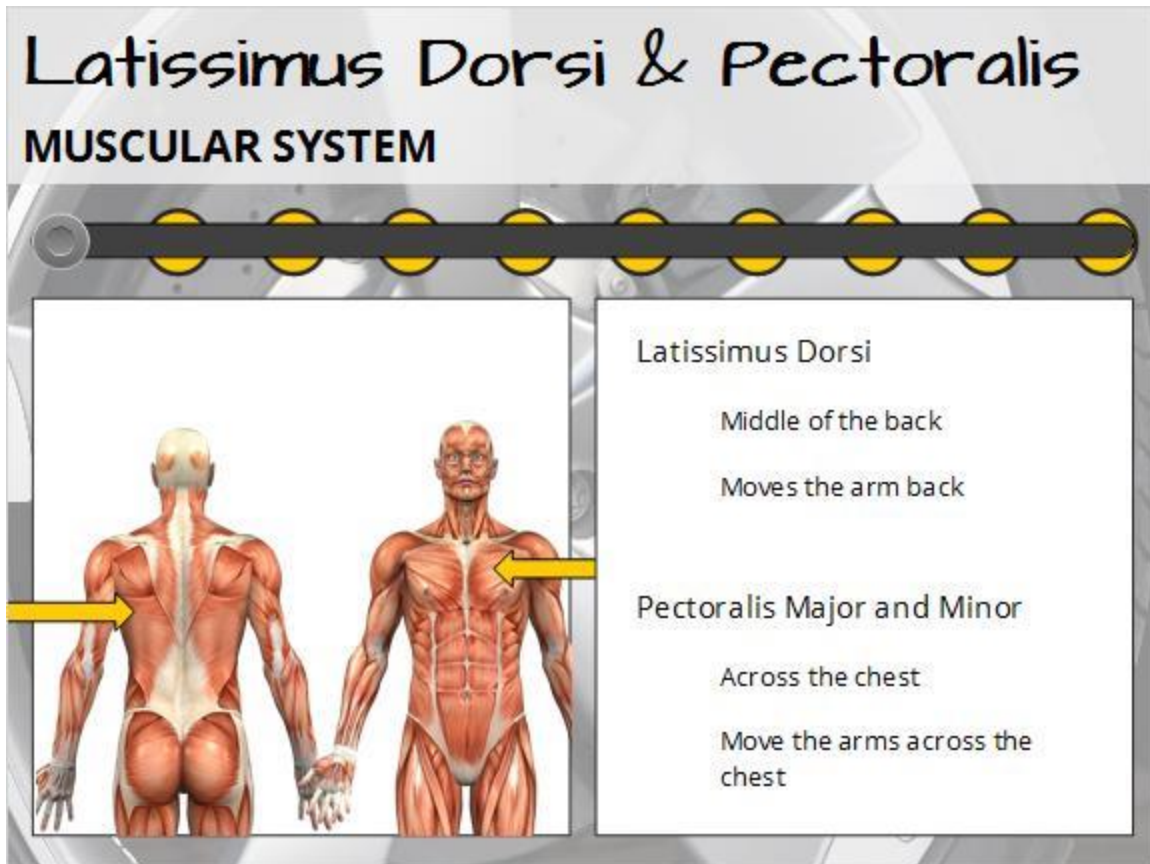 Latissimus Dorsi & Pectoralis
MUSCULAR SYSTEM
Latissimus Dorsi
Middle of the back
Moves the arm back
Pectoralis Major and Minor
Across the chest
Move the arms across the
chest